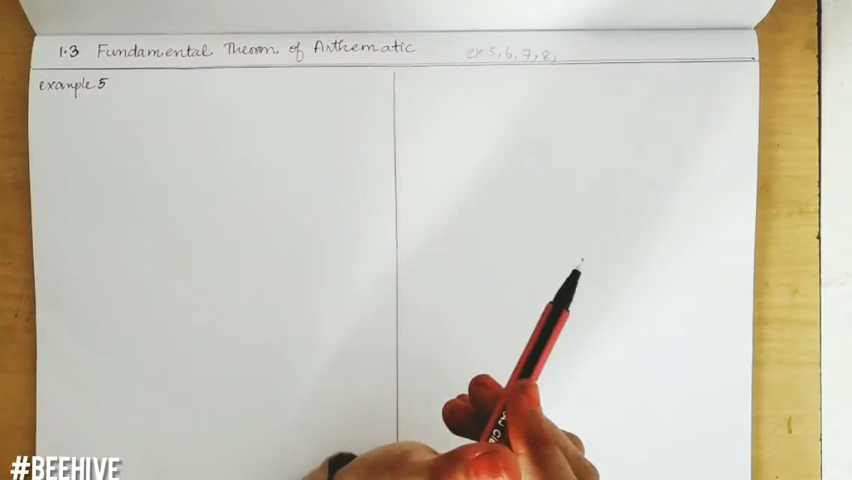 1.3 Fundamental Theorm of Arthematic ex 5, 6, 7, 8,
example 5
#BEEHIVE